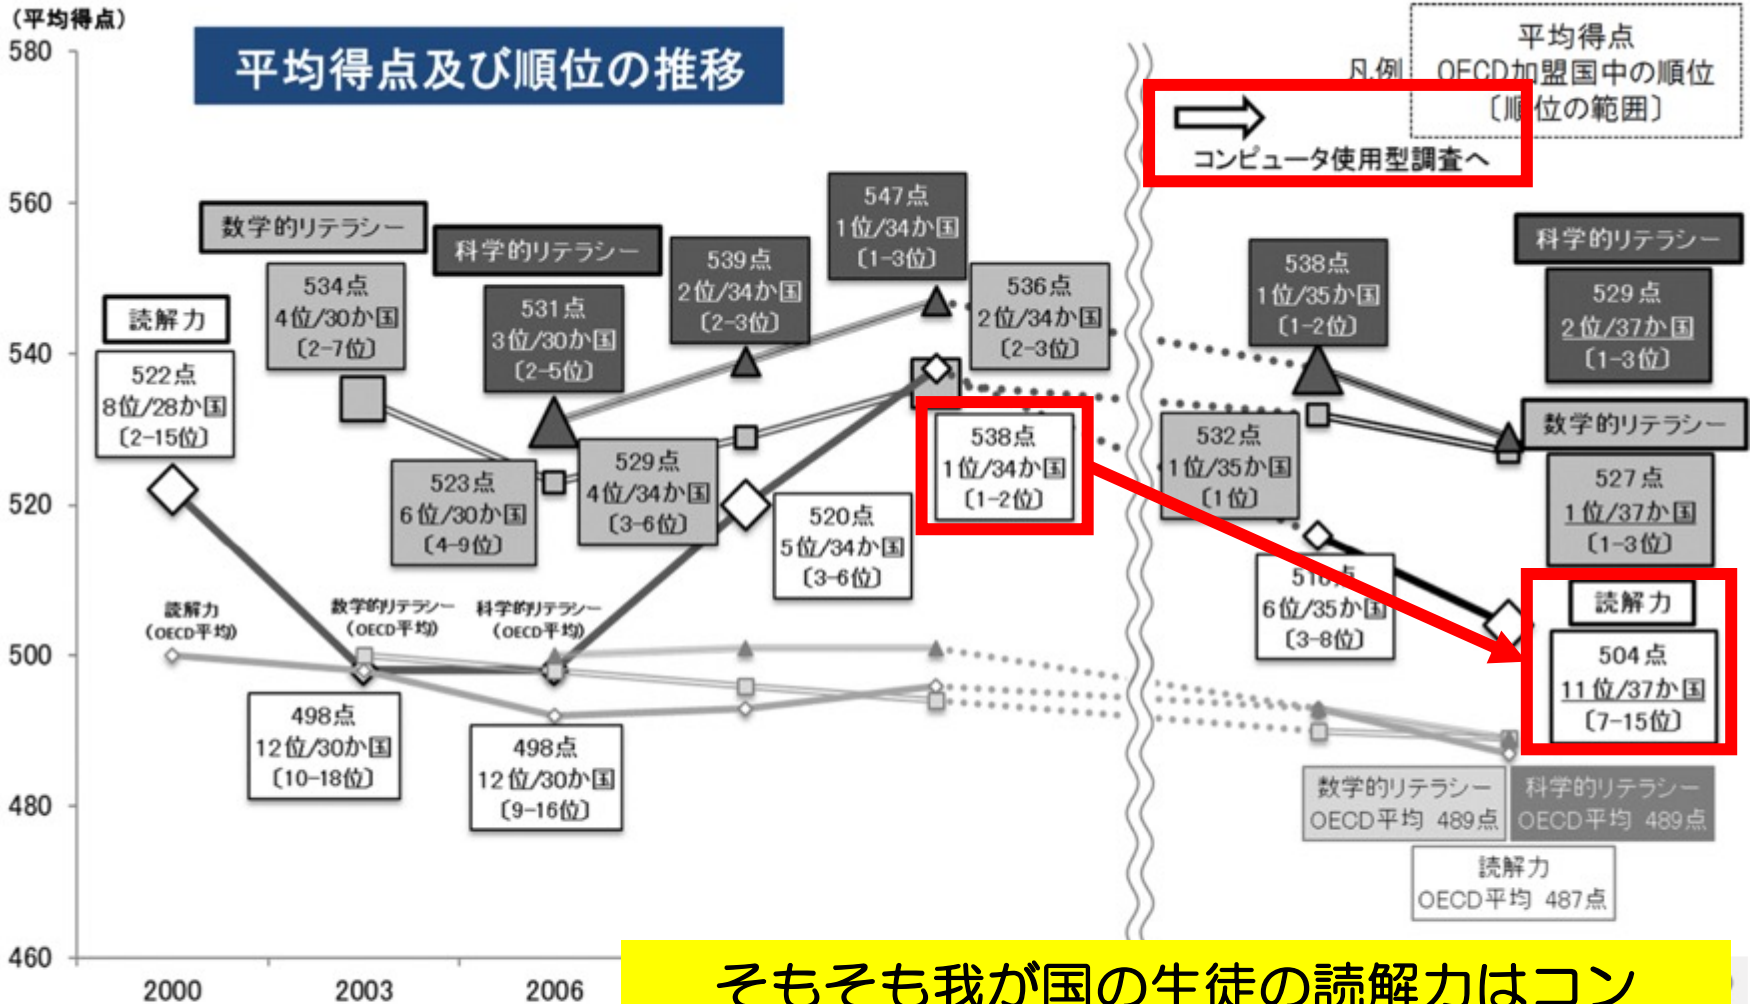 (平均得点)
580
560
540
520
500
480
460
平均得点及び順位の推移
凡例
平均得点
OECD加盟国中の順位
〔順位の範囲〕
コンピュータ使用型調査へ
読解力
522点
8位/28か国
〔2-15位〕
数学的リテラシー
534点
4位/30か国
〔2-7位〕
科学的リテラシー
531点
3位/30か国
〔2-5位〕
539点
2位/34か国
〔2-3位〕
547点
1位/34か国
〔1-3位〕
536点
2位/34か国
〔2-3位〕
538点
1位/35か国
〔1-2位〕
科学的リテラシー
529点
2位/37か国
〔1-3位〕
数学的リテラシー
527点
1位/37か国
〔1-3位〕
523点
6位/30か国
〔4-9位〕
529点
4位/34か国
〔3-6位〕
520点
5位/34か国
〔3-6位〕
538点
1位/34か国
〔1-2位〕
532点
1位/35か国
〔1位〕
516点
6位/35か国
〔3-8位〕
読解力
504点
11位/37か国
〔7-15位〕
読解力
(OECD平均)
数学的リテラシー
(OECD平均)
科学的リテラシー
(OECD平均)
498点
12位/30か国
〔10-18位〕
498点
12位/30か国
〔9-16位〕
数学的リテラシー
OECD平均 489点
科学的リテラシー
OECD平均 489点
読解力
OECD平均 487点
2000
2003
2006
そもそも我が国の生徒の読解力はコン